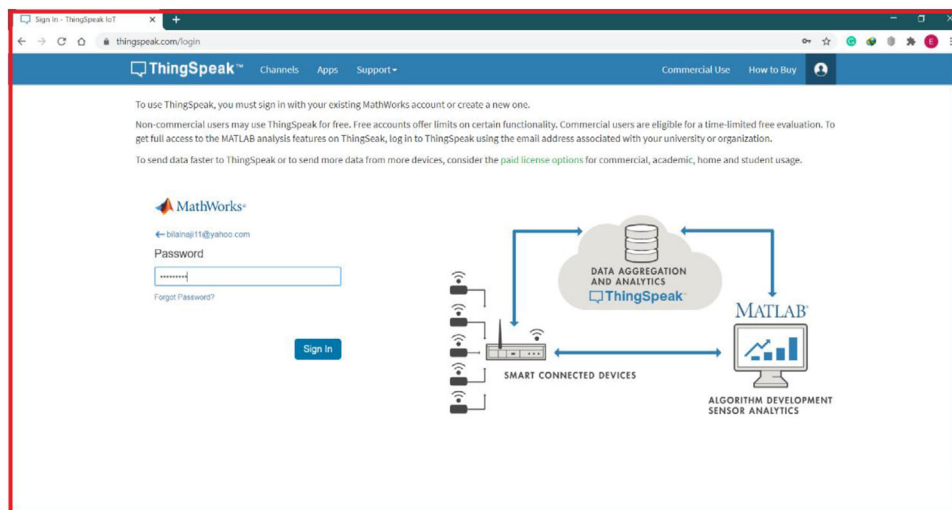 Sign In - ThingSpeak IoT
thingspeak.com/login
E
ThingSpeak™ Channels Apps Support Commercial Use How to Buy
To use ThingSpeak, you must sign in with your existing MathWorks account or create a new one.
Non-commercial users may use ThingSpeak for free. Free accounts offer limits on certain functionality. Commercial users are eligible for a time-limited free evaluation. To
get full access to the MATLAB analysis features on ThingSeak, log in to ThingSpeak using the email address associated with your university or organization.
To send data faster to ThingSpeak or to send more data from more devices, consider the paid license options for commercial, academic, home and student usage.
MathWorks®
bilalnaji11@yahoo.com
Password
Forgot Password?
Sign In
DATA AGGREGATION
AND ANALYTICS
ThingSpeak
SMART CONNECTED DEVICES
MATLAB®
ALGORITHM DEVELOPMENT
SENSOR ANALYTICS